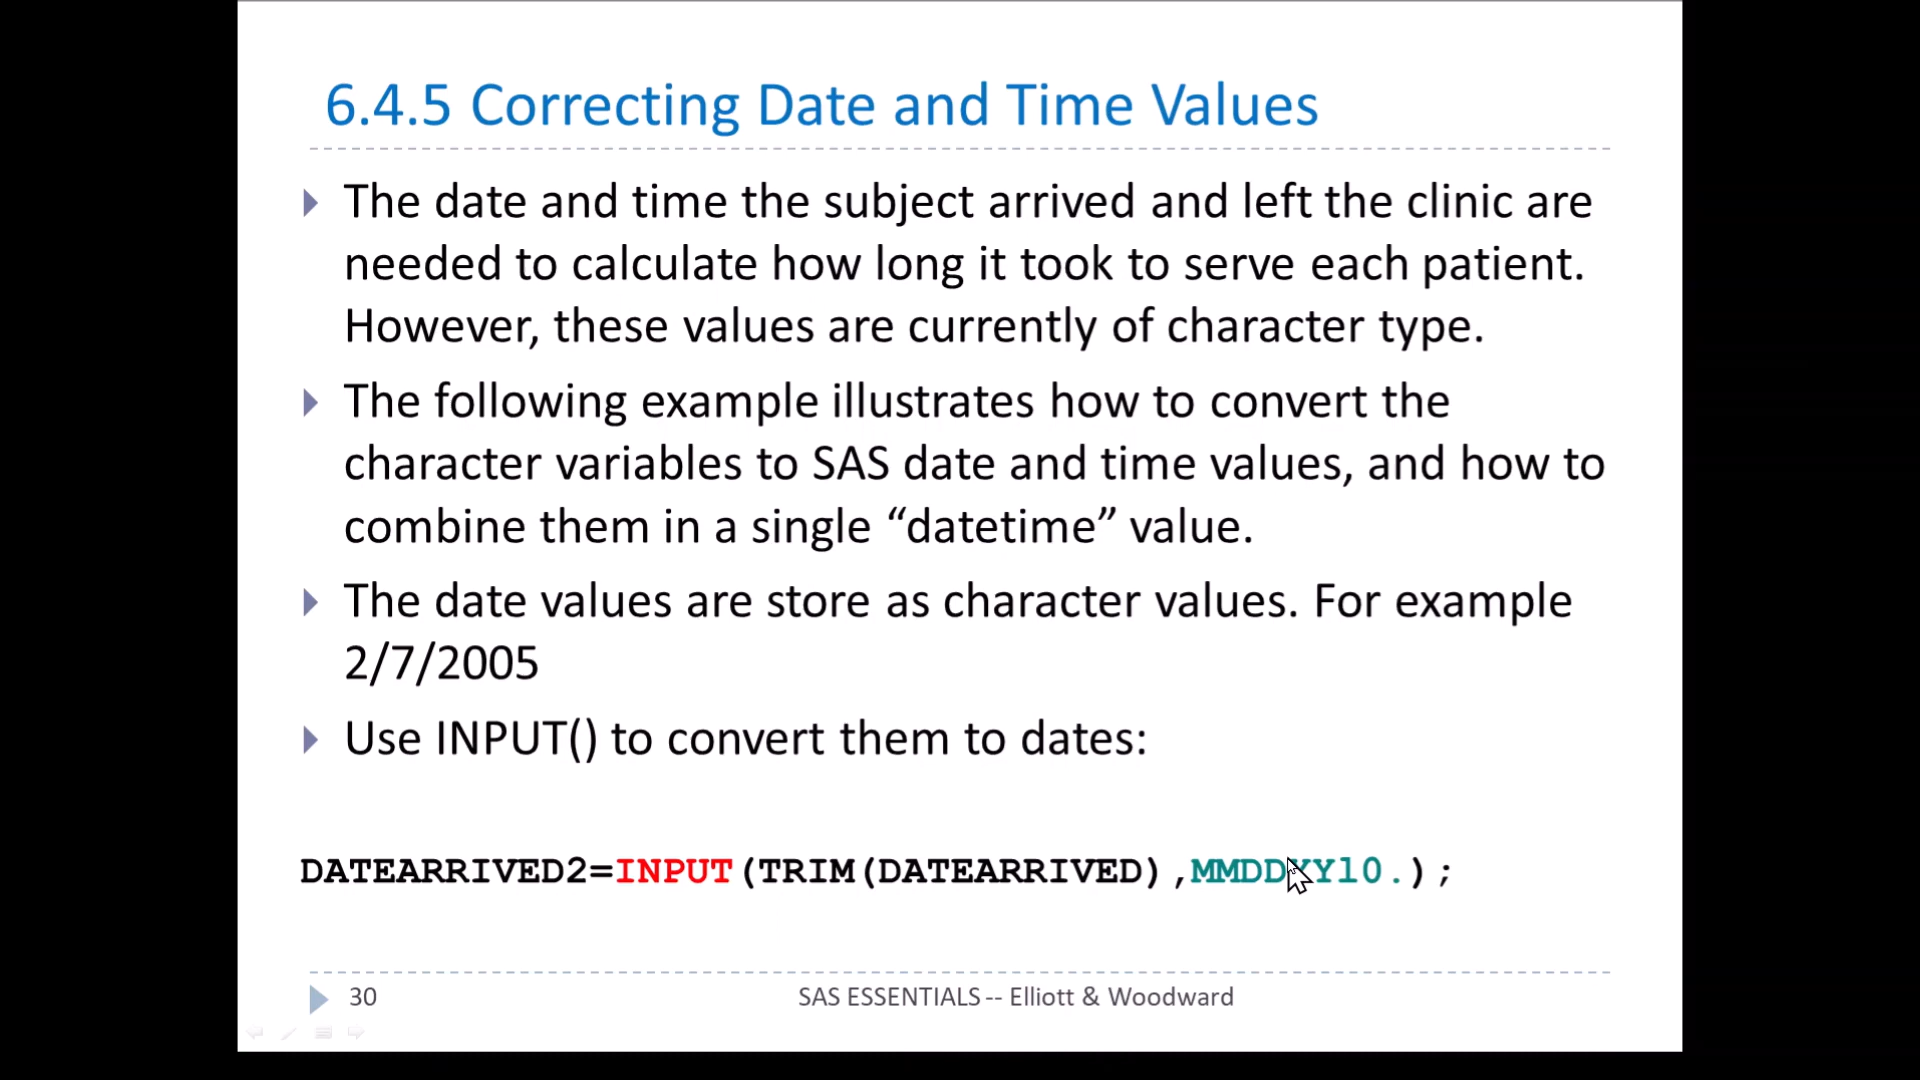 6.4.5 Correcting Date and Time Values
The date and time the subject arrived and left the clinic are
needed to calculate how long it took to serve each patient.
However, these values are currently of character type.
The following example illustrates how to convert the
character variables to SAS date and time values, and how to
combine them in a single “datetime” value.
The date values are store as character values. For example
2/7/2005
Use INPUT() to convert them to dates:
DATEARRIVED2=INPUT(TRIM(DATEARRIVED),MMDDYY10.);
30
SAS ESSENTIALS -- Elliott & Woodward